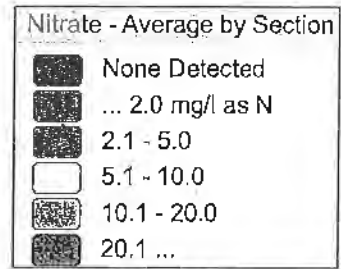 Nitrate - Average by Section
None Detected
... 2.0 mg/l as N
2.1 - 5.0
5.1 - 10.0
10.1 - 20.0
20.1 ...